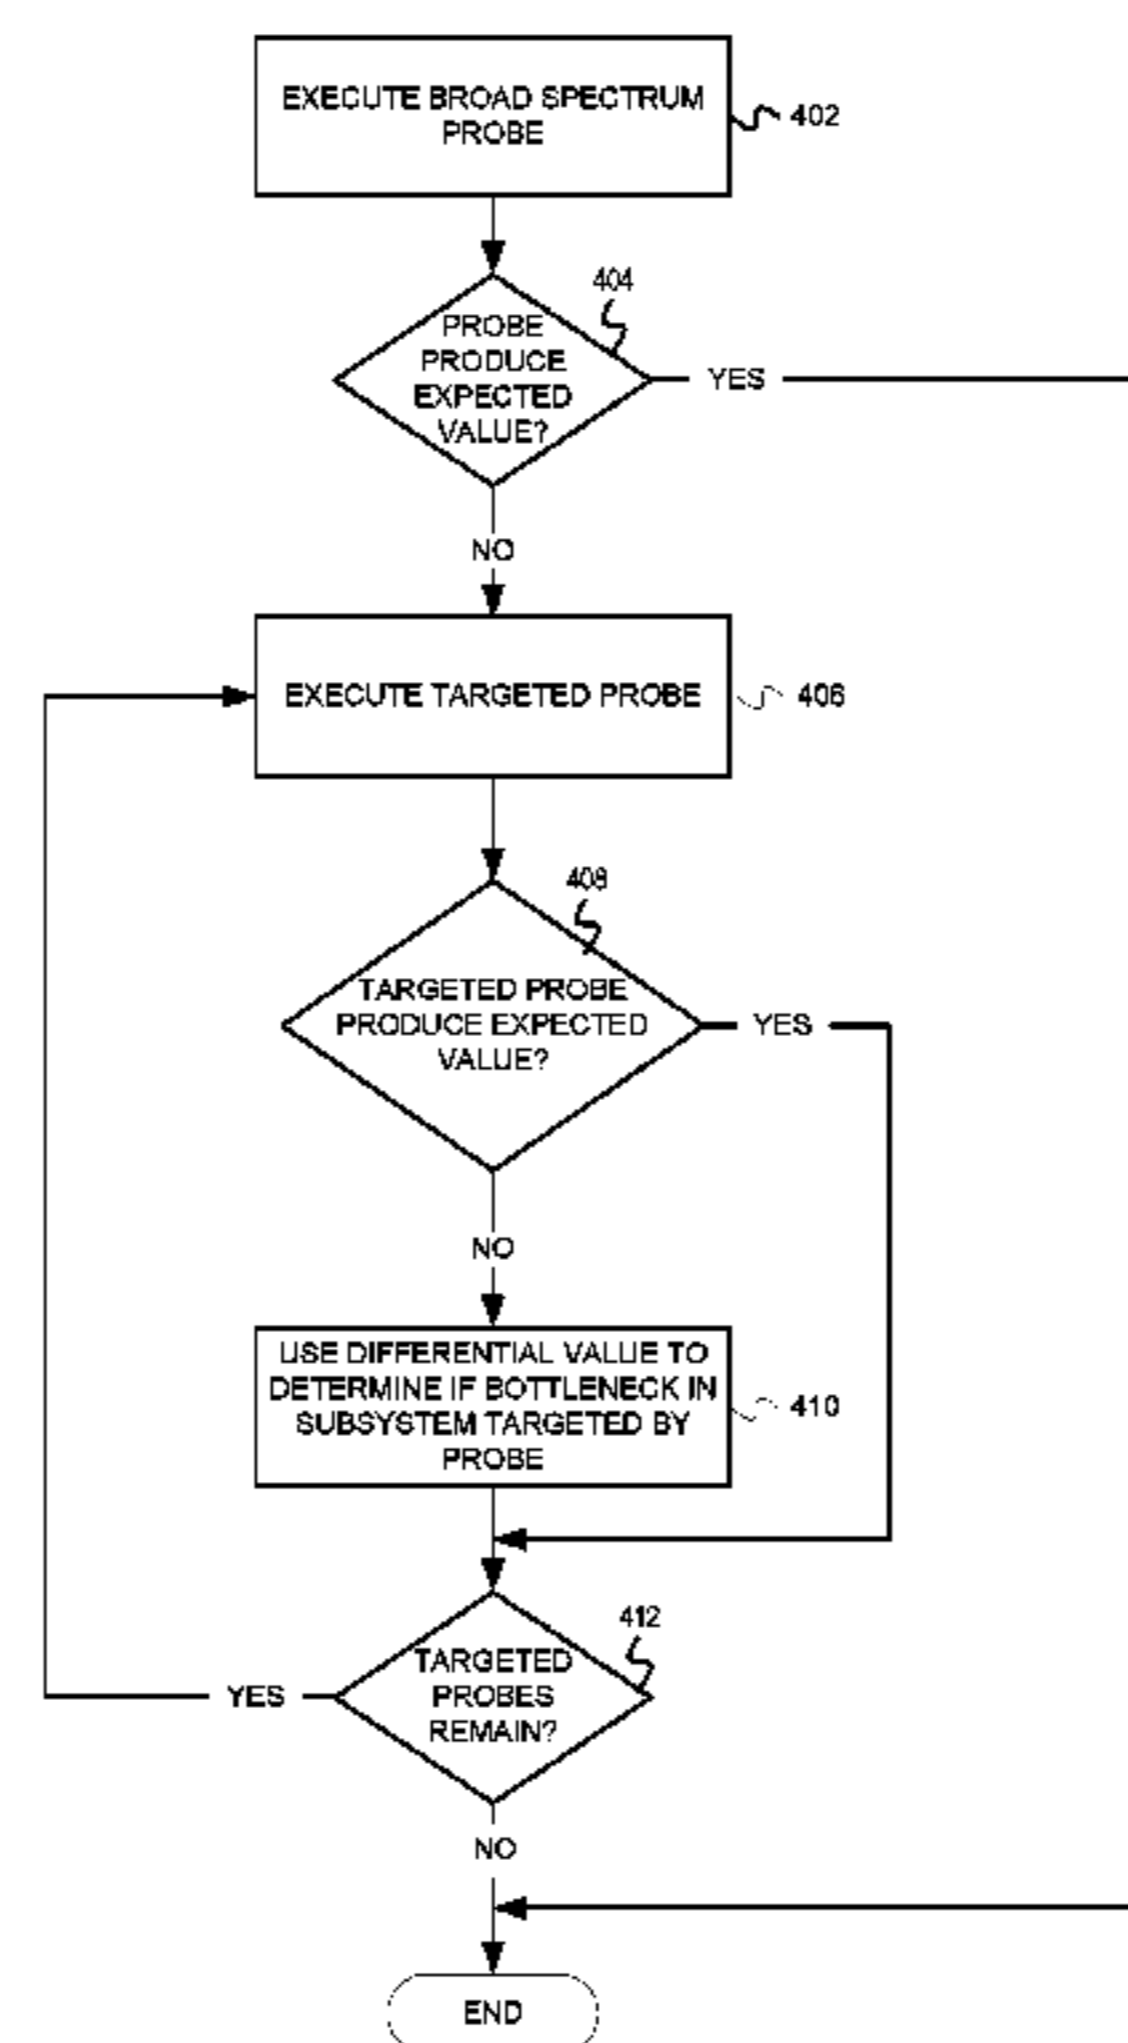 EXECUTE BROAD SPECTRUM
PROBE
402
404
PROBE
PRODUCE
EXPECTED
VALUE?
YES
NO
EXECUTE TARGETED PROBE
406
408
TARGETED PROBE
PRODUCE EXPECTED
VALUE?
YES
NO
USE DIFFERENTIAL VALUE TO
DETERMINE IF BOTTLENECK IN
SUBSYSTEM TARGETED BY
PROBE
410
412
TARGETED
PROBES
REMAIN?
YES
NO
END